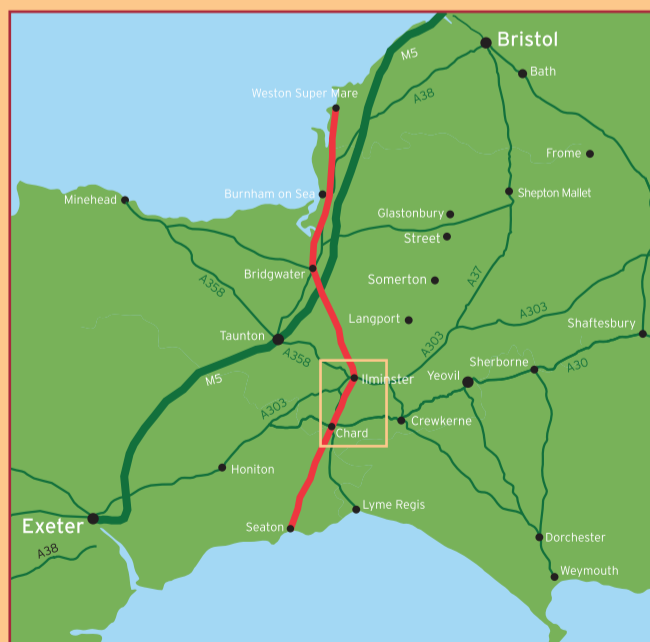 Bristol
M5
Bath
Weston Super Mare
A38
Frome
Minehead
Burnham on Sea
Shepton Mallet
Glastonbury
Street
Bridgwater
A358
Somerton
A37
Langport
A303
Taunton
Shaftesbury
A303
A358
Sherborne
A30
M5
Ilminster
Yeovil
A303
Crewkerne
Chard
Honiton
Lyme Regis
Exeter
Seaton
Dorchester
A38
Weymouth